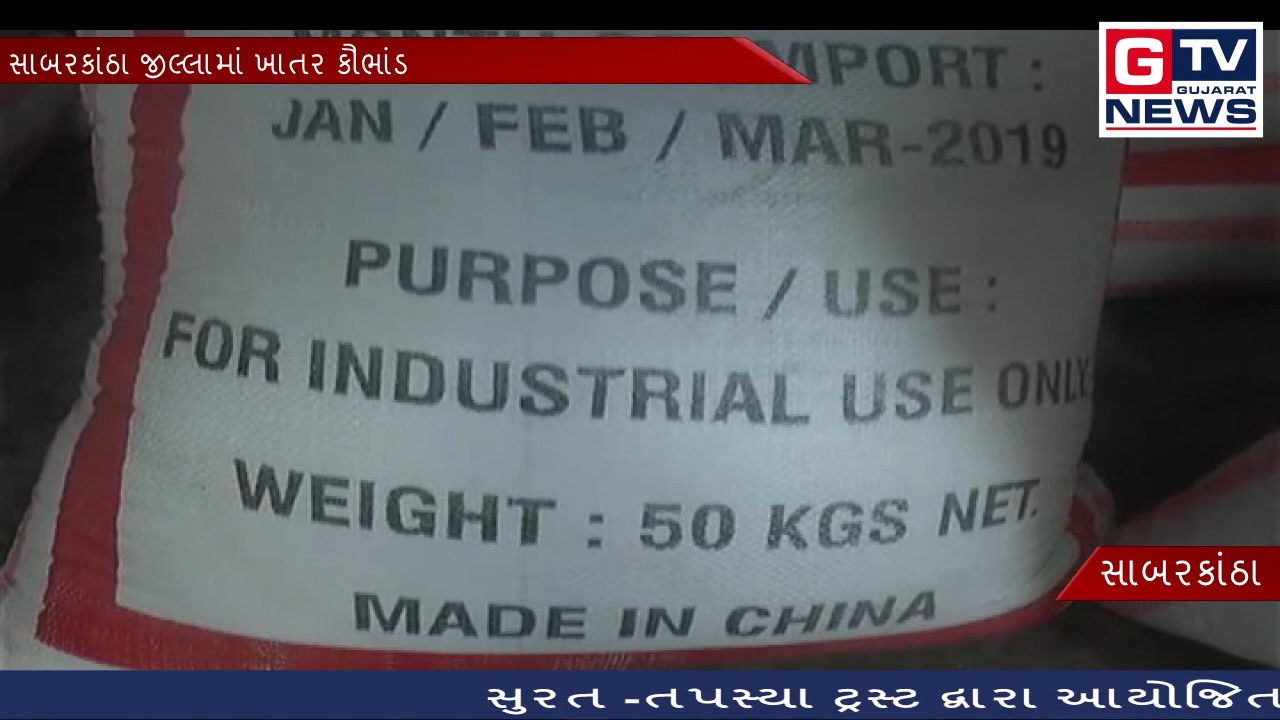 સાબરકાંઠા જીલ્લામાં ખાતર કૌભાંડ
G TV
GUJARAT
NEWS
IMPORT :
JAN / FEB / MAR-2019
PURPOSE / USE :
FOR INDUSTRIAL USE ONLY
WEIGHT : 50 KGS NET.
MADE IN CHINA
સાબરકાંઠા
સુરત -તપસ્યા ટ્રસ્ટ દ્વારા આયોજિત